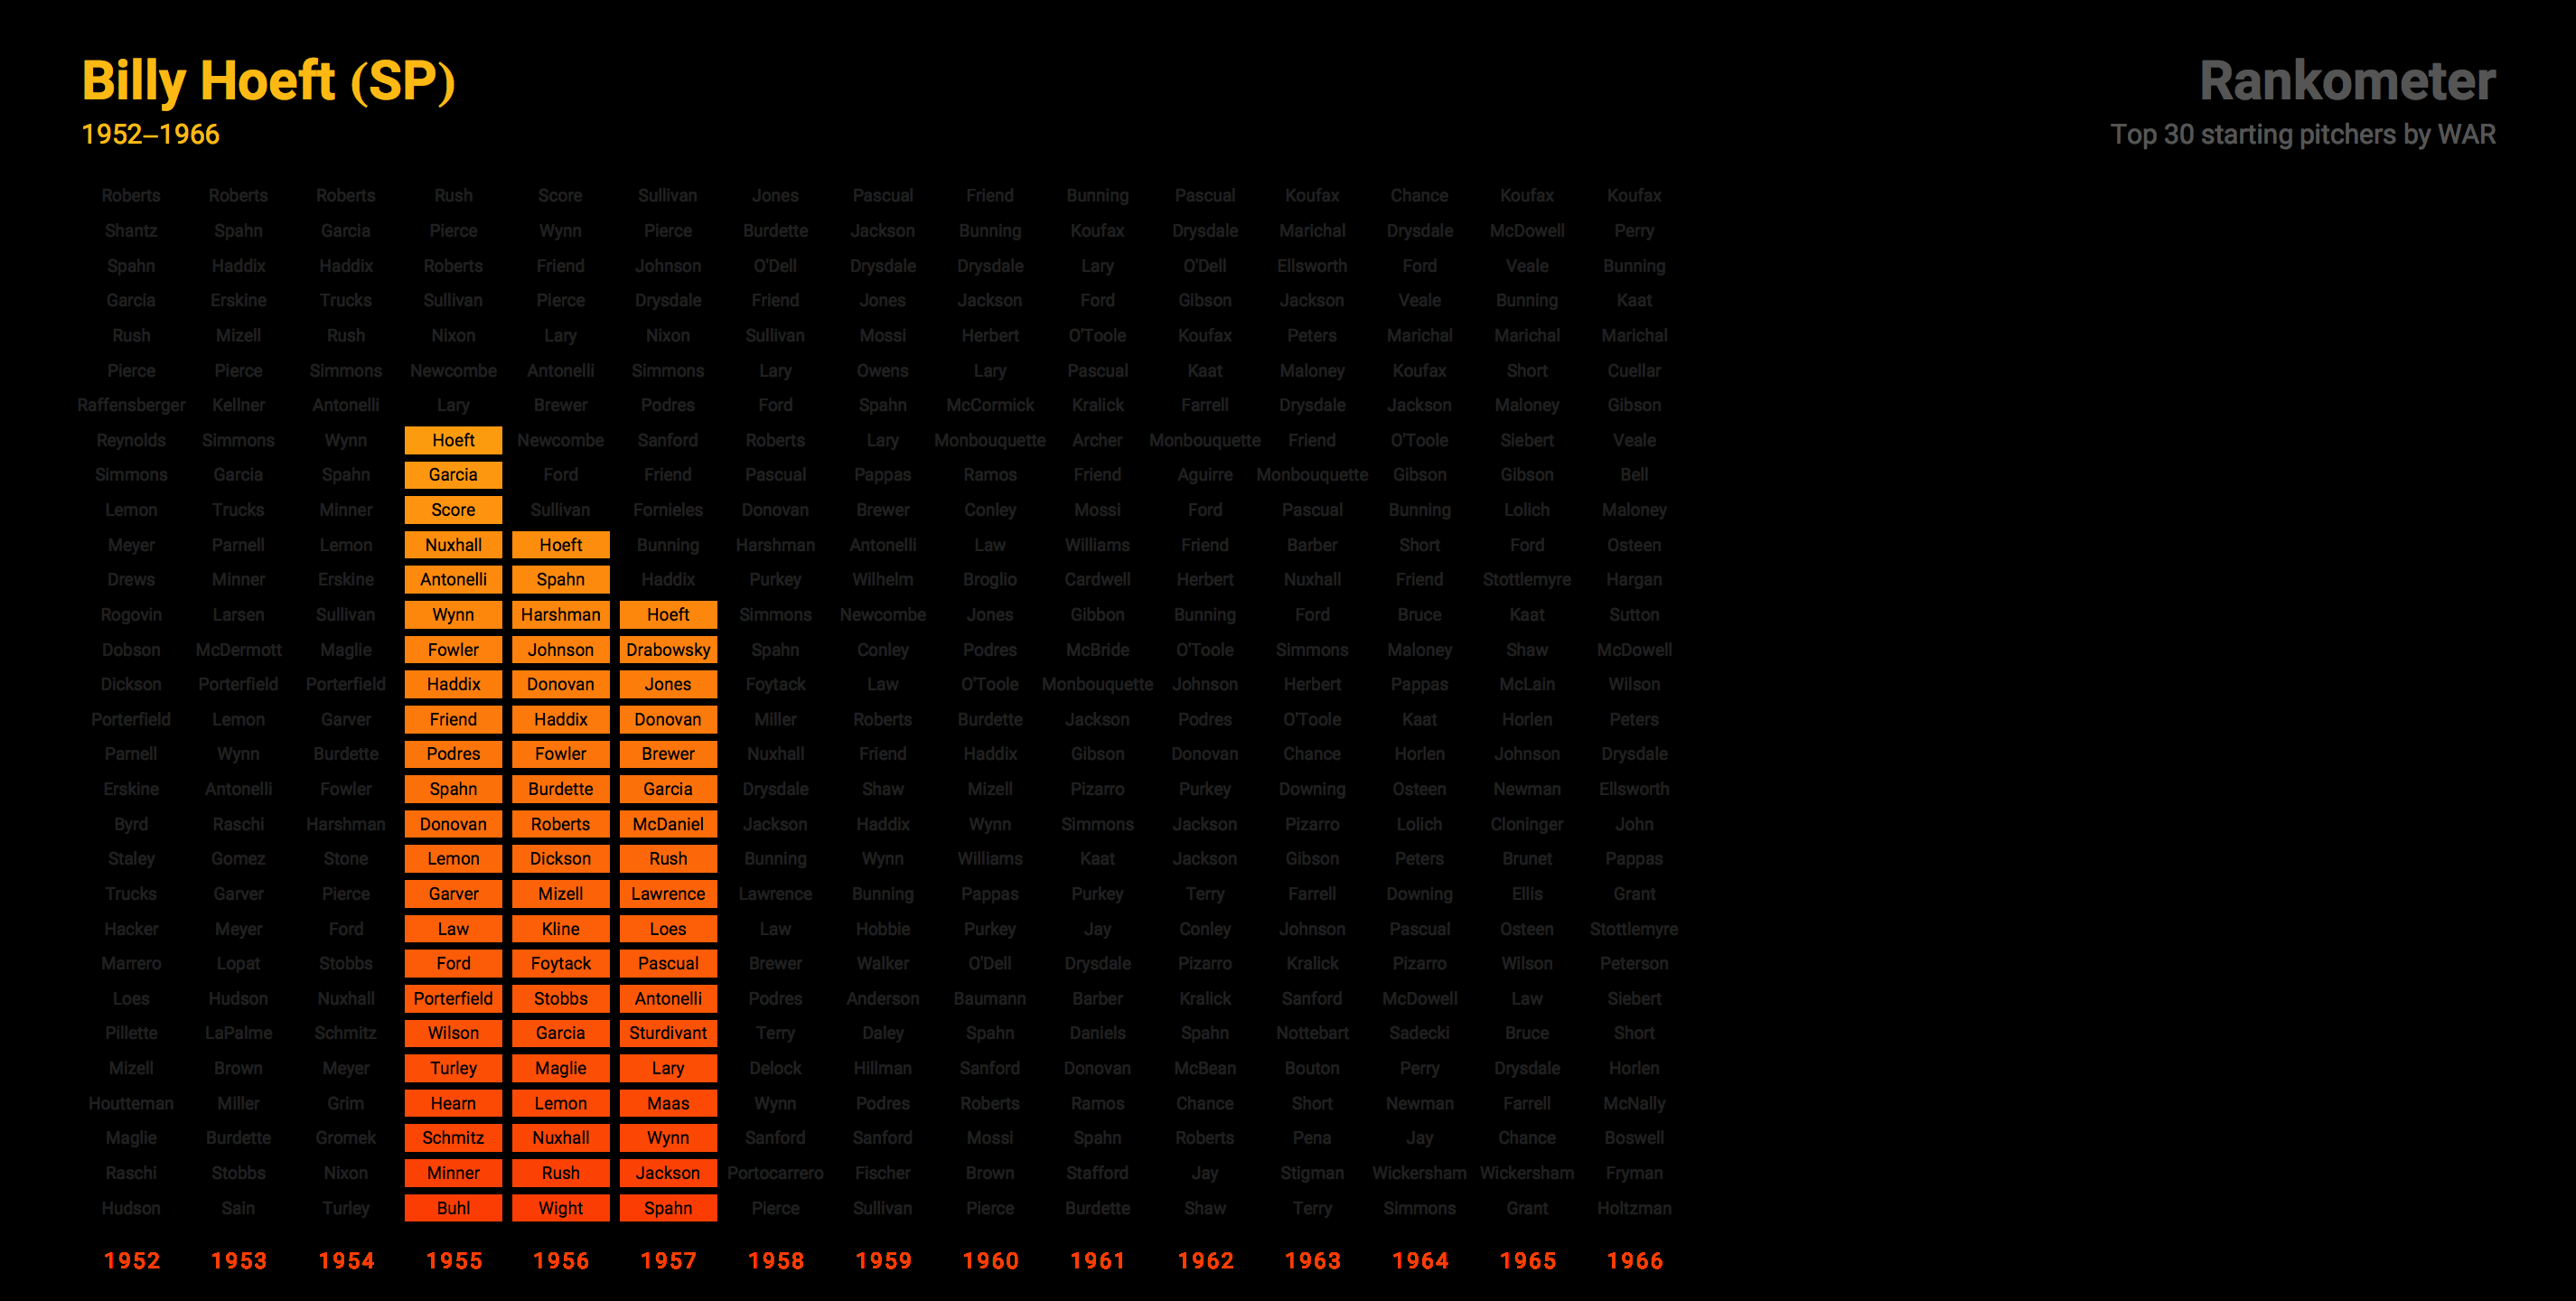 Billy Hoeft (SP)
1952–1966
Rankometer
Top 30 starting pitchers by WAR
Roberts Roberts Roberts Rush Score Sullivan Jones Pascual Friend Bunning Pascual Koufax Chance Koufax Koufax
Shantz Spahn Garcia Pierce Wynn Pierce Burdette Jackson Bunning Koufax Drysdale Marichal Drysdale McDowell Perry
Spahn Haddix Haddix Roberts Friend Johnson O'Dell Drysdale Drysdale Lary O'Dell Ellsworth Ford Veale Bunning
Garcia Erskine Trucks Sullivan Pierce Drysdale Friend Jones Jackson Ford Gibson Jackson Veale Bunning Kaat
Rush Mizell Rush Nixon Lary Nixon Sullivan Mossi Herbert O'Toole Koufax Peters Marichal Marichal Marichal
Pierce Pierce Simmons Newcombe Antonelli Simmons Lary Owens Lary Pascual Kaat Maloney Koufax Short Cuellar
Raffensberger Kellner Antonelli Lary Brewer Podres Ford Spahn McCormick Kralick Farrell Drysdale Jackson Maloney Gibson
Reynolds Simmons Wynn Hoeft Newcombe Sanford Roberts Lary Monbouquette Archer Monbouquette Friend O'Toole Siebert Veale
Simmons Garcia Spahn Garcia Ford Friend Pascual Pappas Ramos Friend Aguirre Monbouquette Gibson Gibson Bell
Lemon Trucks Minner Score Sullivan Fornieles Donovan Brewer Conley Mossi Ford Pascual Bunning Lolich Maloney
Meyer Parnell Lemon Nuxhall Hoeft Bunning Harshman Antonelli Law Williams Friend Barber Short Ford Osteen
Drews Minner Erskine Antonelli Spahn Haddix Purkey Wilhelm Broglio Cardwell Herbert Nuxhall Friend Stottlemyre Hargan
Rogovin Larsen Sullivan Wynn Harshman Hoeft Simmons Newcombe Jones Gibbon Bunning Ford Bruce Kaat Sutton
Dobson McDermott Maglie Fowler Johnson Drabowsky Spahn Conley Podres McBride O'Toole Simmons Maloney Shaw McDowell
Dickson Porterfield Porterfield Haddix Donovan Jones Foytack Law O'Toole Monbouquette Johnson Herbert Pappas McLain Wilson
Porterfield Lemon Garver Friend Haddix Donovan Miller Roberts Burdette Jackson Podres O'Toole Kaat Horlen Peters
Parnell Wynn Burdette Podres Fowler Brewer Nuxhall Friend Haddix Gibson Donovan Chance Horlen Johnson Drysdale
Erskine Antonelli Fowler Spahn Burdette Garcia Drysdale Shaw Mizell Pizarro Purkey Downing Osteen Newman Ellsworth
Byrd Raschi Harshman Donovan Roberts McDaniel Jackson Haddix Wynn Simmons Jackson Pizarro Lolich Cloninger John
Staley Gomez Stone Lemon Dickson Rush Bunning Wynn Williams Kaat Jackson Gibson Peters Brunet Pappas
Trucks Garver Pierce Garver Mizell Lawrence Lawrence Bunning Pappas Purkey Terry Farrell Downing Ellis Grant
Hacker Meyer Ford Law Kline Loes Law Hobbie Purkey Jay Conley Johnson Pascual Osteen Stottlemyre
Marrero Lopat Stobbs Ford Foytack Pascual Brewer Walker O'Dell Drysdale Pizarro Kralick Pizarro Wilson Peterson
Loes Hudson Nuxhall Porterfield Stobbs Antonelli Podres Anderson Baumann Barber Kralick Sanford McDowell Law Siebert
Pillette LaPalme Schmitz Wilson Garcia Sturdivant Terry Daley Spahn Daniels Spahn Nottebart Sadecki Bruce Short
Mizell Brown Meyer Turley Maglie Lary Delock Hillman Sanford Donovan McBean Bouton Perry Drysdale Horlen
Houtteman Miller Grim Hearn Lemon Maas Wynn Podres Roberts Ramos Chance Short Newman Farrell McNally
Maglie Burdette Gromek Schmitz Nuxhall Wynn Sanford Sanford Mossi Spahn Roberts Pena Jay Chance Boswell
Raschi Stobbs Nixon Minner Rush Jackson Portocarrero Fischer Brown Stafford Jay Stigman Wickersham Wickersham Fryman
Hudson Sain Turley Buhl Wight Spahn Pierce Sullivan Pierce Burdette Shaw Terry Simmons Grant Holtzman
1952 1953 1954 1955 1956 1957 1958 1959 1960 1961 1962 1963 1964 1965 1966